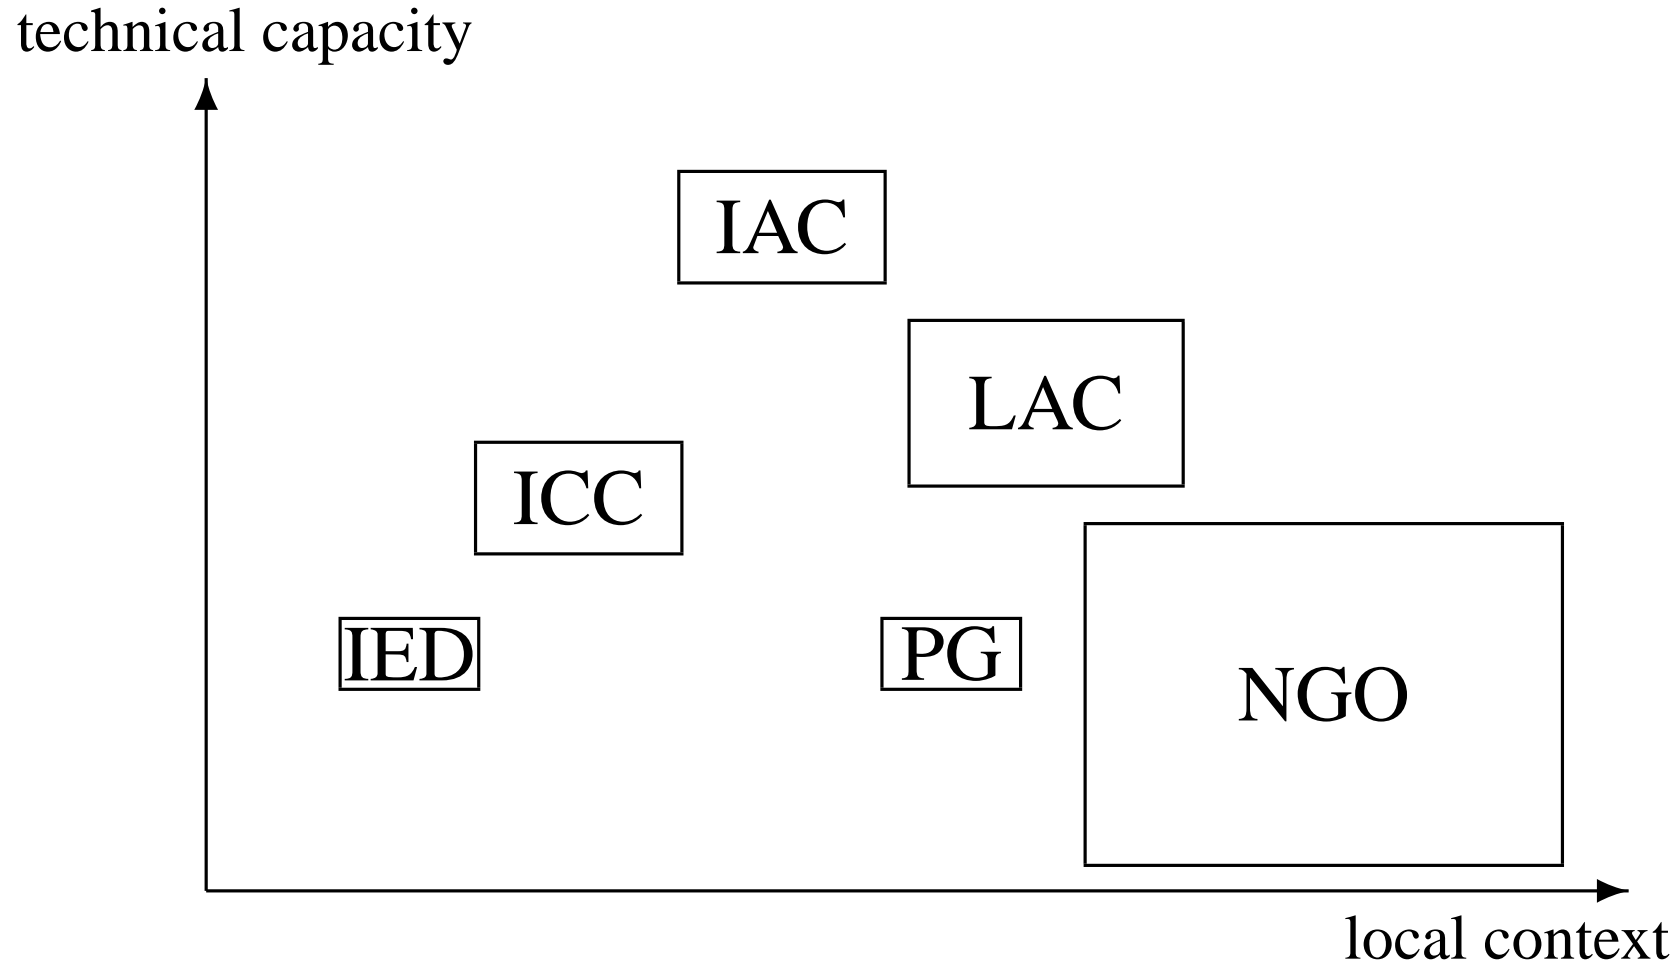 technical capacity
IAC
LAC
ICC
IED
PG
NGO
local context